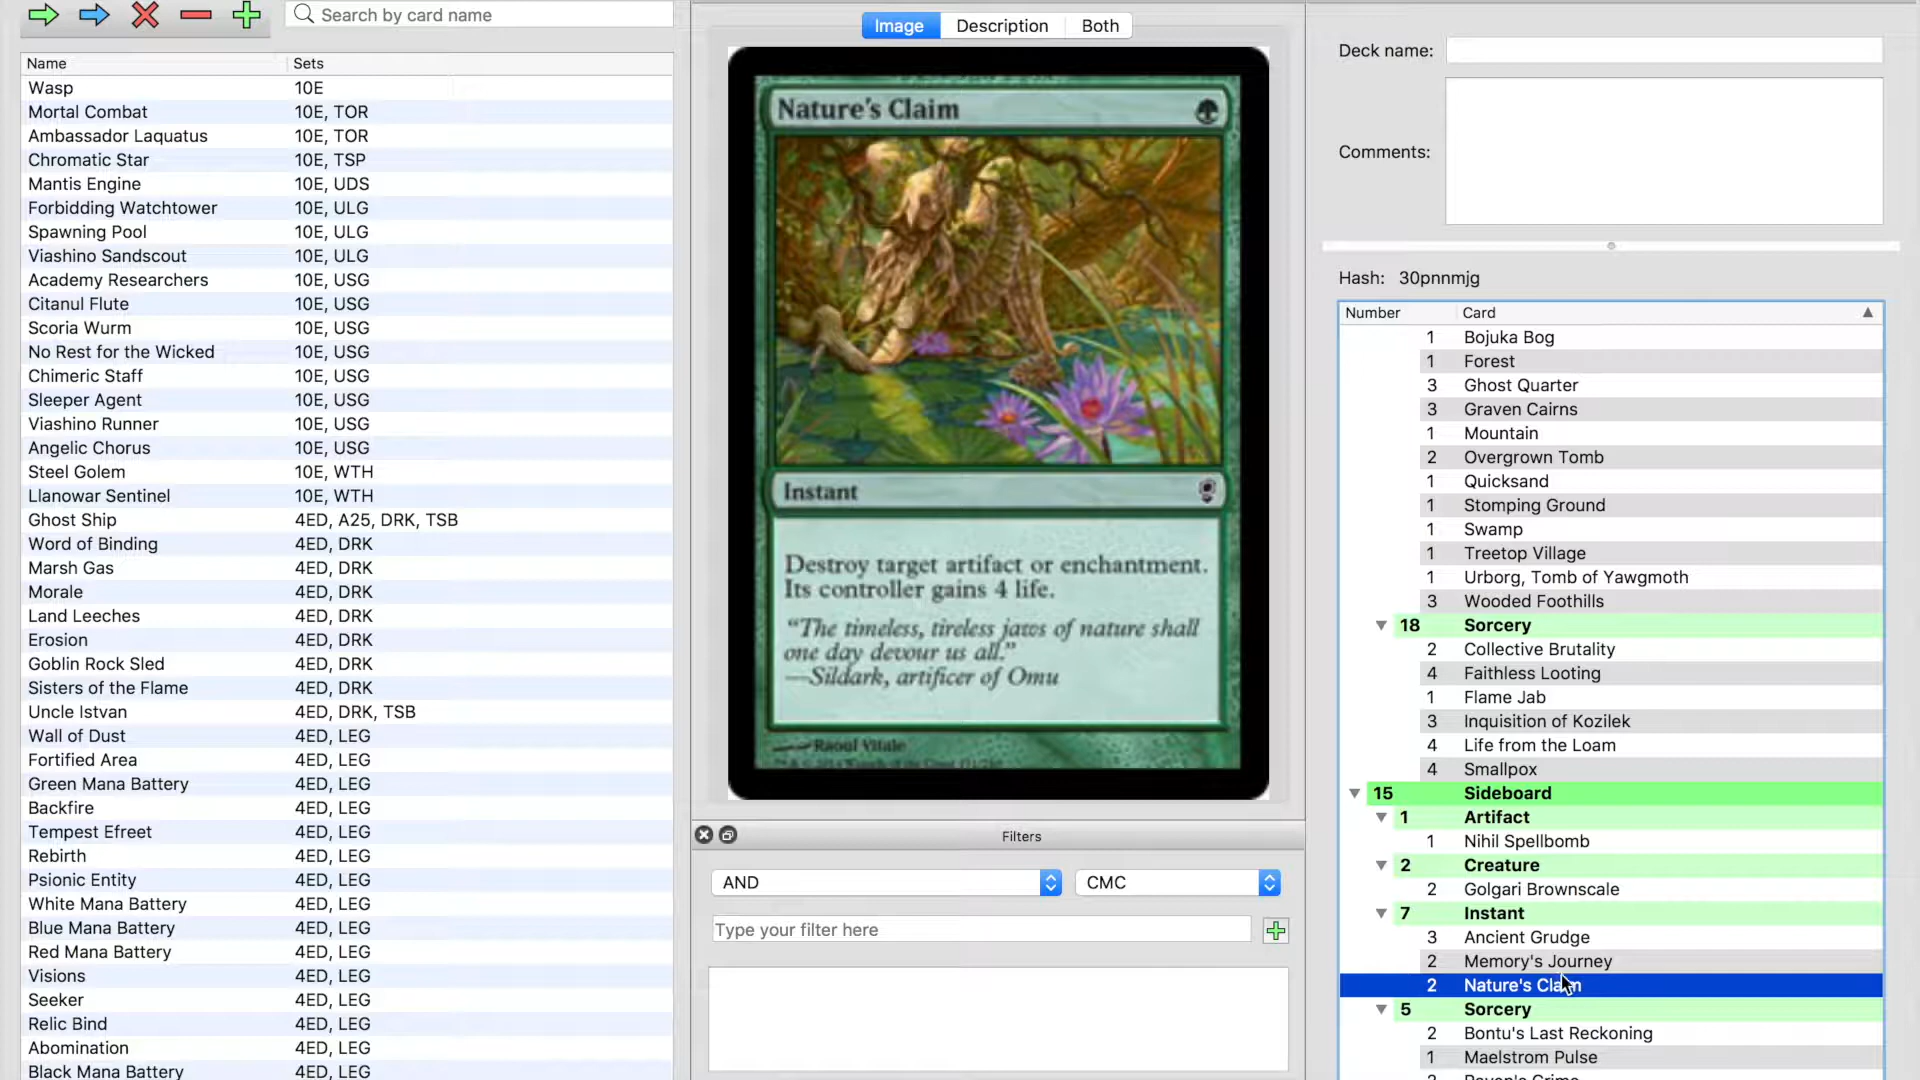 Search by card name
Name Sets
Wasp 10E
Mortal Combat 10E, TOR
Ambassador Laquatus 10E, TOR
Chromatic Star 10E, TSP
Mantis Engine 10E, UDS
Forbidding Watchtower 10E, ULG
Spawning Pool 10E, ULG
Viashino Sandscout 10E, ULG
Academy Researchers 10E, USG
Citanul Flute 10E, USG
Scoria Wurm 10E, USG
No Rest for the Wicked 10E, USG
Chimeric Staff 10E, USG
Sleeper Agent 10E, USG
Viashino Runner 10E, USG
Angelic Chorus 10E, USG
Steel Golem 10E, WTH
Llanowar Sentinel 10E, WTH
Ghost Ship 4ED, A25, DRK, TSB
Word of Binding 4ED, DRK
Marsh Gas 4ED, DRK
Morale 4ED, DRK
Land Leeches 4ED, DRK
Erosion 4ED, DRK
Goblin Rock Sled 4ED, DRK
Sisters of the Flame 4ED, DRK
Uncle Istvan 4ED, DRK, TSB
Wall of Dust 4ED, LEG
Fortified Area 4ED, LEG
Green Mana Battery 4ED, LEG
Backfire 4ED, LEG
Tempest Efreet 4ED, LEG
Rebirth 4ED, LEG
Psionic Entity 4ED, LEG
White Mana Battery 4ED, LEG
Blue Mana Battery 4ED, LEG
Red Mana Battery 4ED, LEG
Visions 4ED, LEG
Seeker 4ED, LEG
Relic Bind 4ED, LEG
Abomination 4ED, LEG
Black Mana Battery 4ED, LEG
Image Description Both
Nature's Claim
Instant
Destroy target artifact or enchantment.
Its controller gains 4 life.
"The timeless, tireless jaws of nature shall
one day devour us all."
—Sildark, artificer of Omu
Raoul Vitale
Filters
AND CMC
Type your filter here
Deck name:
Comments:
Hash: 30pnnmjg
Number Card
1 Bojuka Bog
1 Forest
3 Ghost Quarter
3 Graven Cairns
1 Mountain
2 Overgrown Tomb
1 Quicksand
1 Stomping Ground
1 Swamp
1 Treetop Village
1 Urborg, Tomb of Yawgmoth
3 Wooded Foothills
18 Sorcery
2 Collective Brutality
4 Faithless Looting
1 Flame Jab
3 Inquisition of Kozilek
4 Life from the Loam
4 Smallpox
15 Sideboard
1 Artifact
1 Nihil Spellbomb
2 Creature
2 Golgari Brownscale
7 Instant
3 Ancient Grudge
2 Memory's Journey
2 Nature's Claim
5 Sorcery
2 Bontu's Last Reckoning
1 Maelstrom Pulse